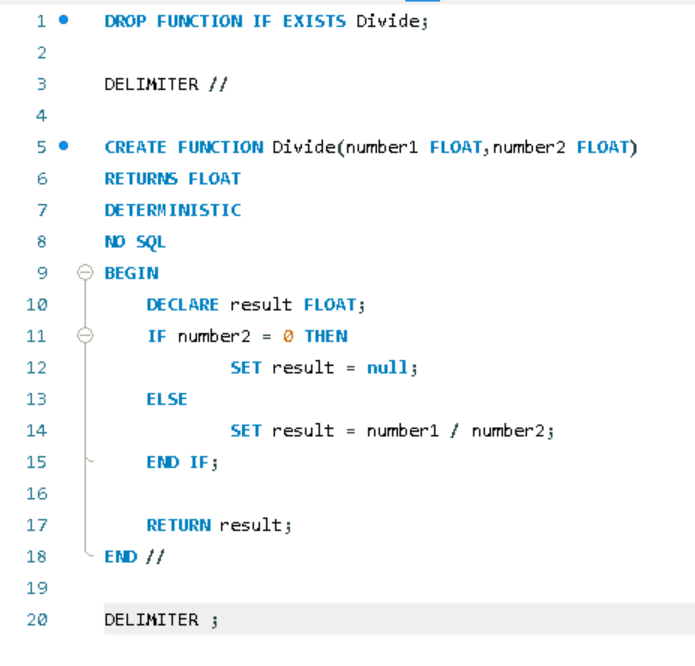 1 DROP FUNCTION IF EXISTS Divide;
2
3 DELIMITER //
4
5 CREATE FUNCTION Divide(number1 FLOAT,number2 FLOAT)
6 RETURNS FLOAT
7 DETERMINISTIC
8 NO SQL
9 BEGIN
10 DECLARE result FLOAT;
11 IF number2 = 0 THEN
12 SET result = null;
13 ELSE
14 SET result = number1 / number2;
15 END IF;
16
17 RETURN result;
18 END //
19
20 DELIMITER ;